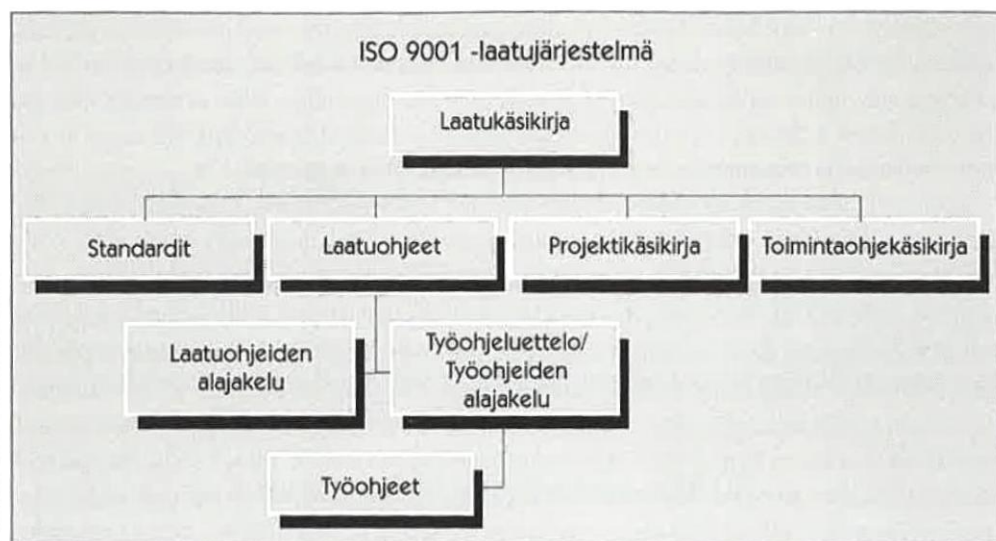 ISO 9001 -laatujärjestelmä
Laatukäsikirja
Standardit
Laatuohjeet
Projektikäsikirja
Toimintaohjekäsikirja
Laatuohjeiden
alajakelu
Työohjeluettelo/
Työohjeiden
alajakelu
Työohjeet